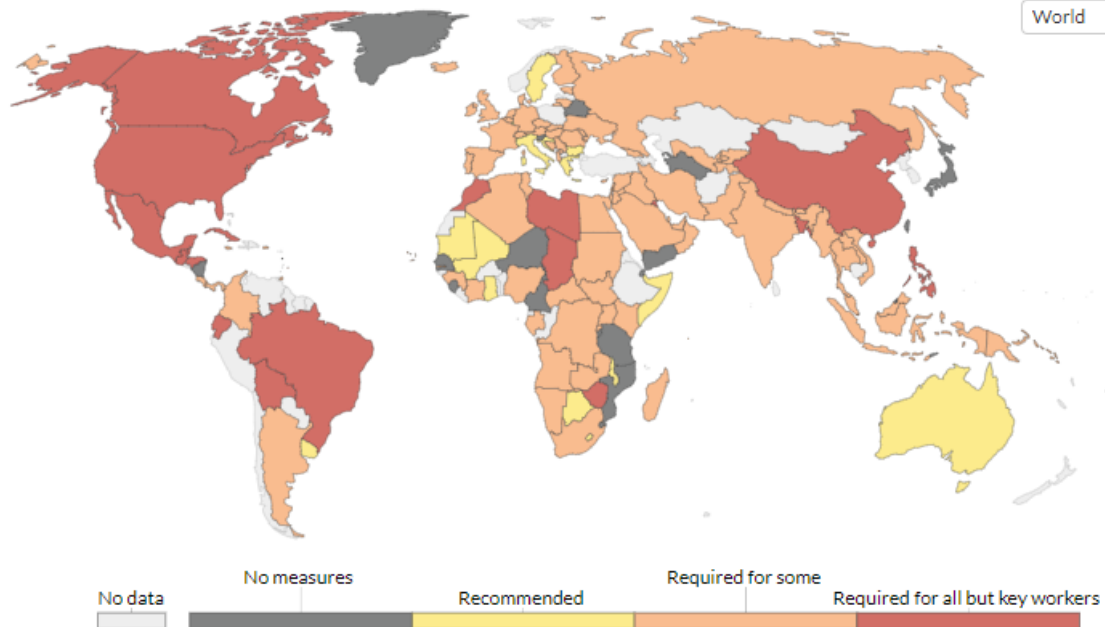 World
No measures
Required for some
No data
Recommended
Required for all but key workers